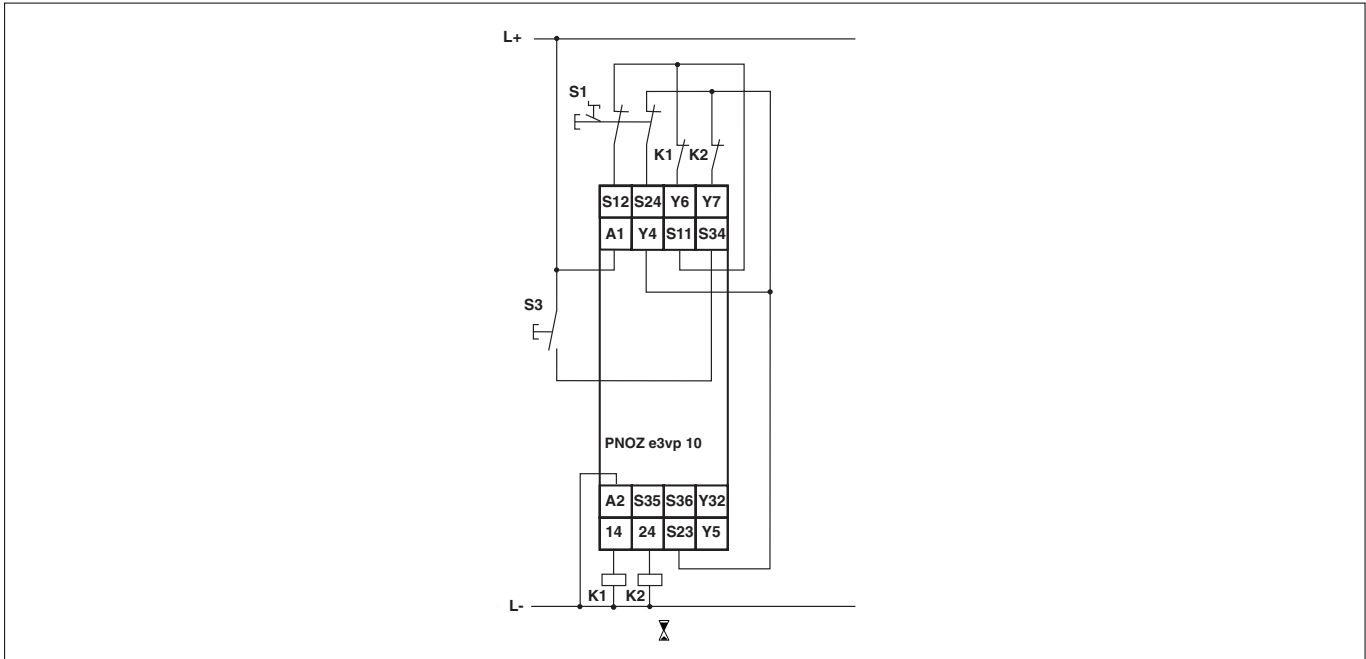 L+
S1
K1 K2
S12 S24 Y6 Y7
A1 Y4 S11 S34
S3
PNOZ e3vp 10
A2 S35 S36 Y32
14 24 S23 Y5
K1 K2
L-